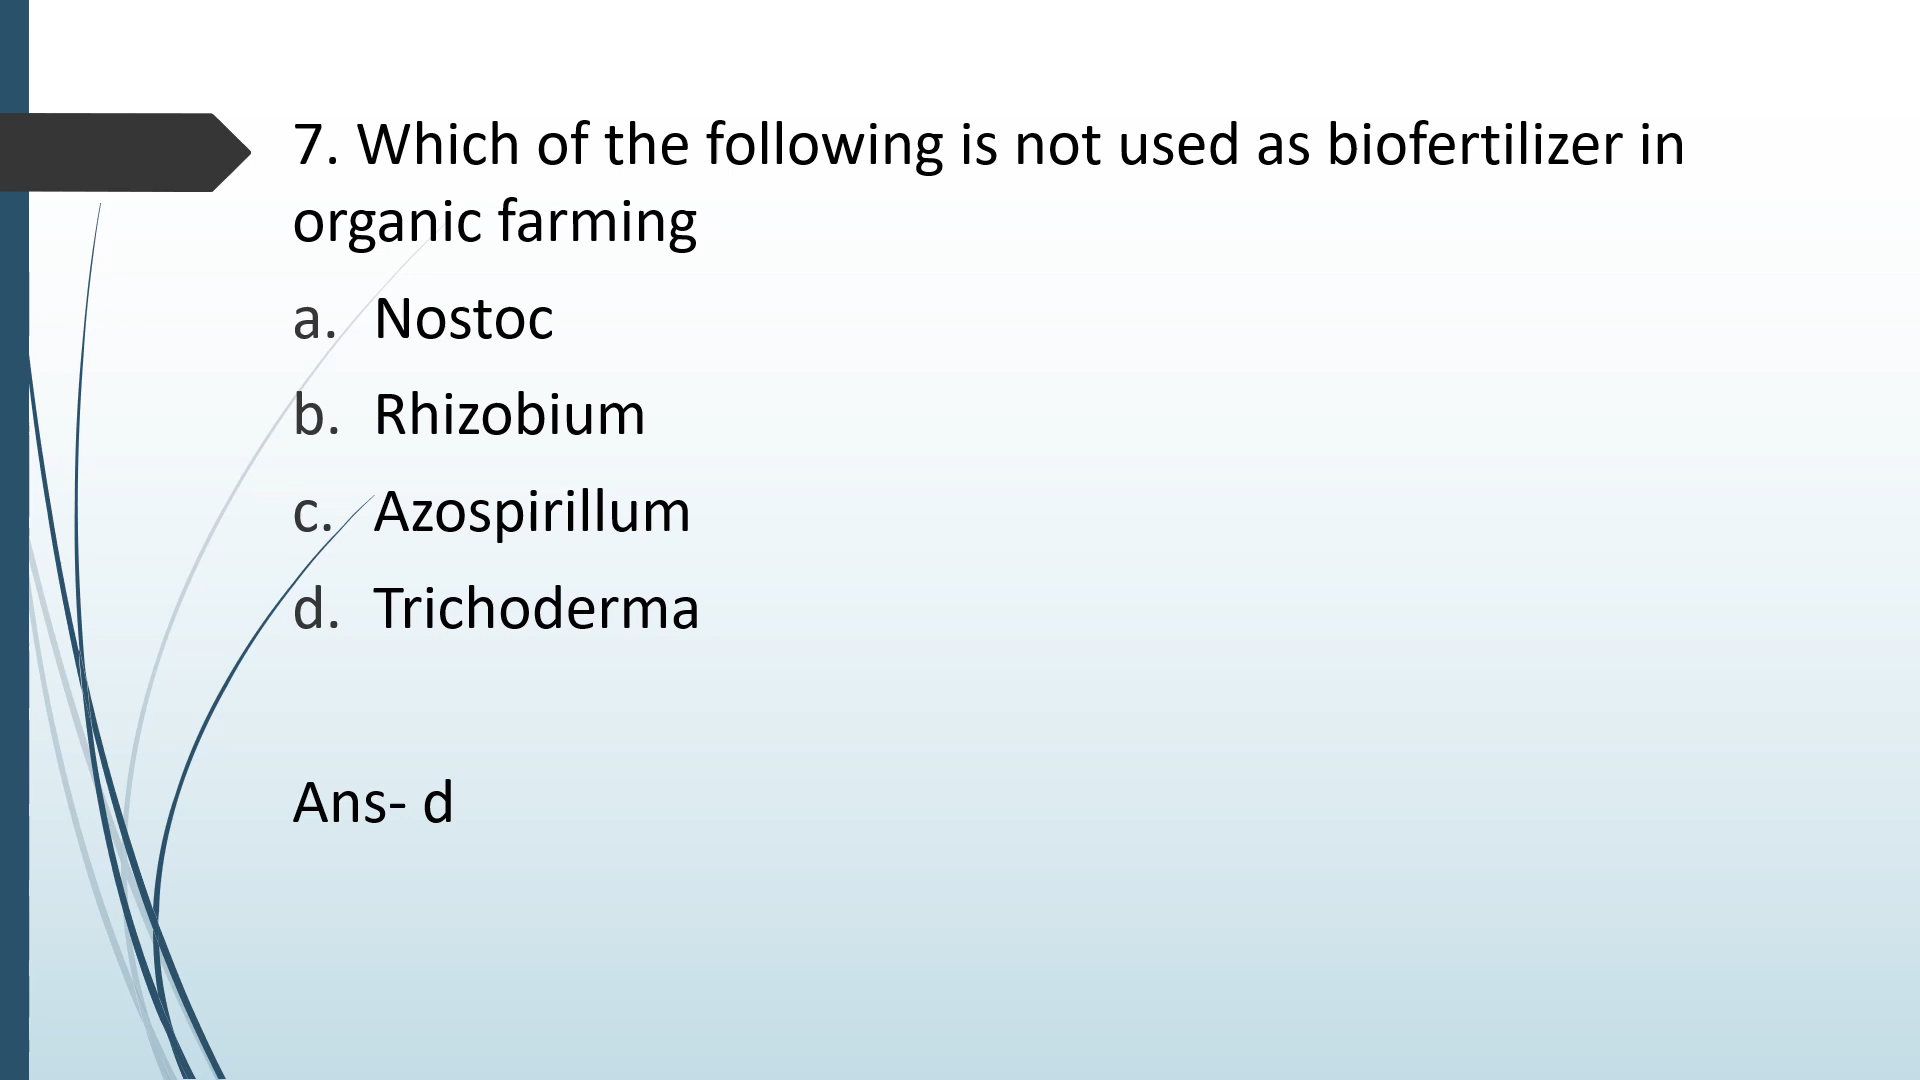 7. Which of the following is not used as biofertilizer in
organic farming
a. Nostoc
b. Rhizobium
c. Azospirillum
d. Trichoderma
Ans- d